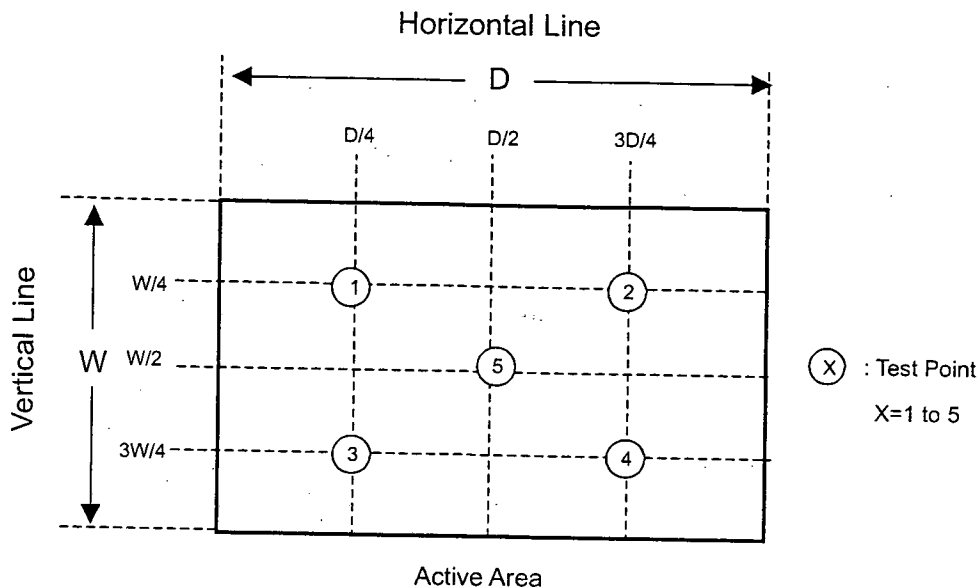 Horizontal Line
D
D/4 D/2 3D/4
Vertical Line
W
W/4
W/2
3W/4
1
2
5
3
4
X : Test Point
X=1 to 5
Active Area